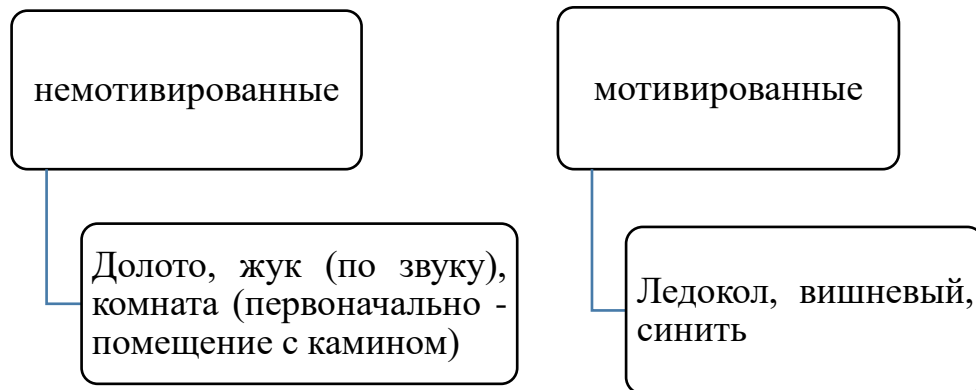 немотивированные
мотивированные
Долото, жук (по звуку),
комната (первоначально -
помещение с камином)
Ледокол, вишневый,
синить